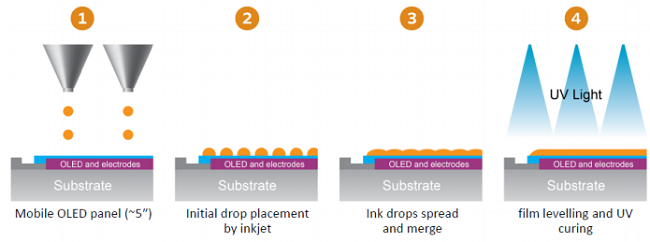 1
2
3
4
UV Light
OLED and electrodes
OLED and electrodes
OLED and electrodes
OLED and electrodes
Substrate
Substrate
Substrate
Substrate
Mobile OLED panel (~5")
Initial drop placement
by inkjet
Ink drops spread
and merge
film levelling and UV
curing